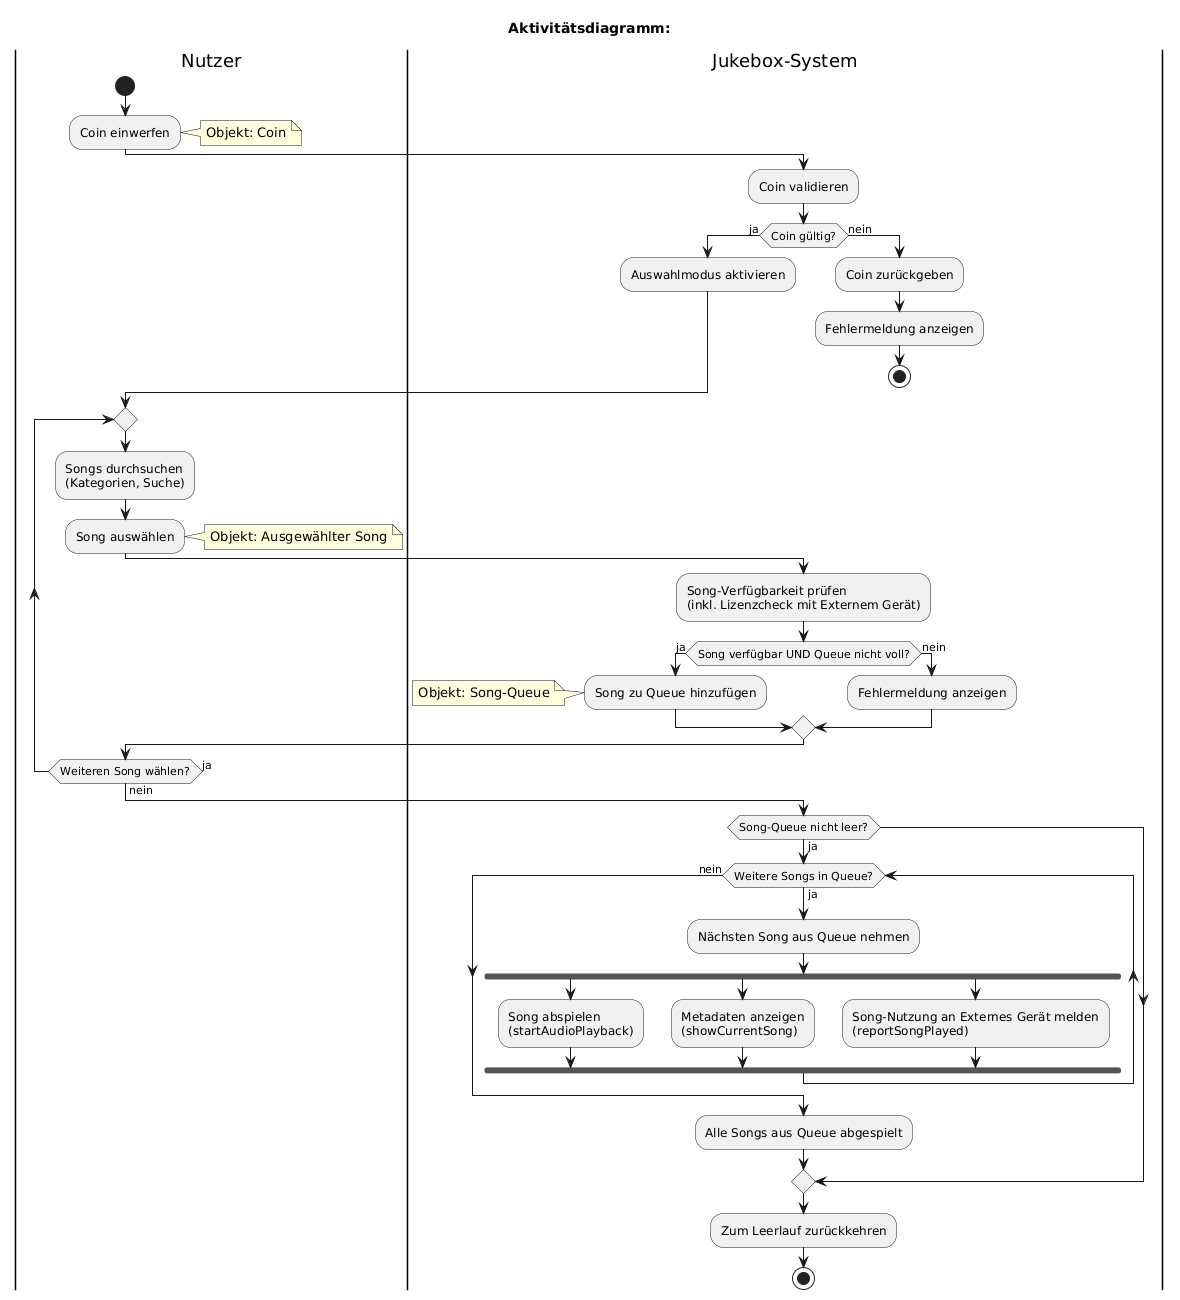 Aktivitätsdiagramm:
Nutzer
Jukebox-System
Coin einwerfen
Objekt: Coin
Coin validieren
ja
Coin gültig?
nein
Auswahlmodus aktivieren
Coin zurückgeben
Fehlermeldung anzeigen
Songs durchsuchen
(Kategorien, Suche)
Song auswählen
Objekt: Ausgewählter Song
Song-Verfügbarkeit prüfen
(inkl. Lizenzcheck mit Externem Gerät)
ja
Song verfügbar UND Queue nicht voll?
nein
Objekt: Song-Queue
Song zu Queue hinzufügen
Fehlermeldung anzeigen
Weiteren Song wählen?
ja
nein
Song-Queue nicht leer?
ja
nein
Weitere Songs in Queue?
ja
Nächsten Song aus Queue nehmen
Song abspielen
(startAudioPlayback)
Metadaten anzeigen
(showCurrentSong)
Song-Nutzung an Externes Gerät melden
(reportSongPlayed)
Alle Songs aus Queue abgespielt
Zum Leerlauf zurückkehren